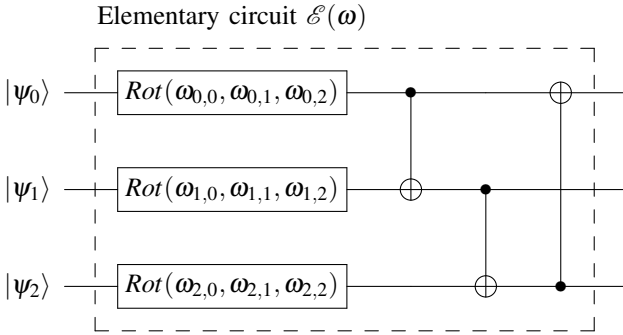 Elementary circuit ℰ(ω)
|ψ₀⟩ Rot(ω₀,₀, ω₀,₁, ω₀,₂)
|ψ₁⟩ Rot(ω₁,₀, ω₁,₁, ω₁,₂)
|ψ₂⟩ Rot(ω₂,₀, ω₂,₁, ω₂,₂)